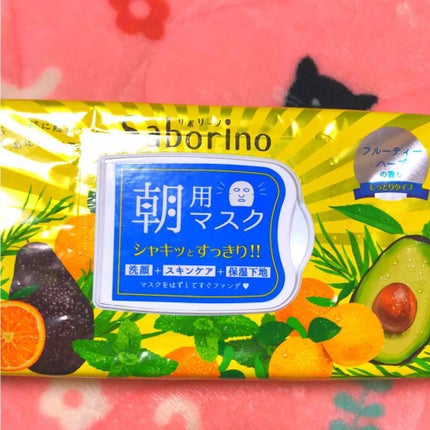 サボリーノ
Saborino
フルーティー
ハーブ
の香り
しっとりタイプ
朝用マスク
シャキッとすっきり!!
洗顔+スキンケア+保湿下地
マスクをはずしてすぐファンデ♥